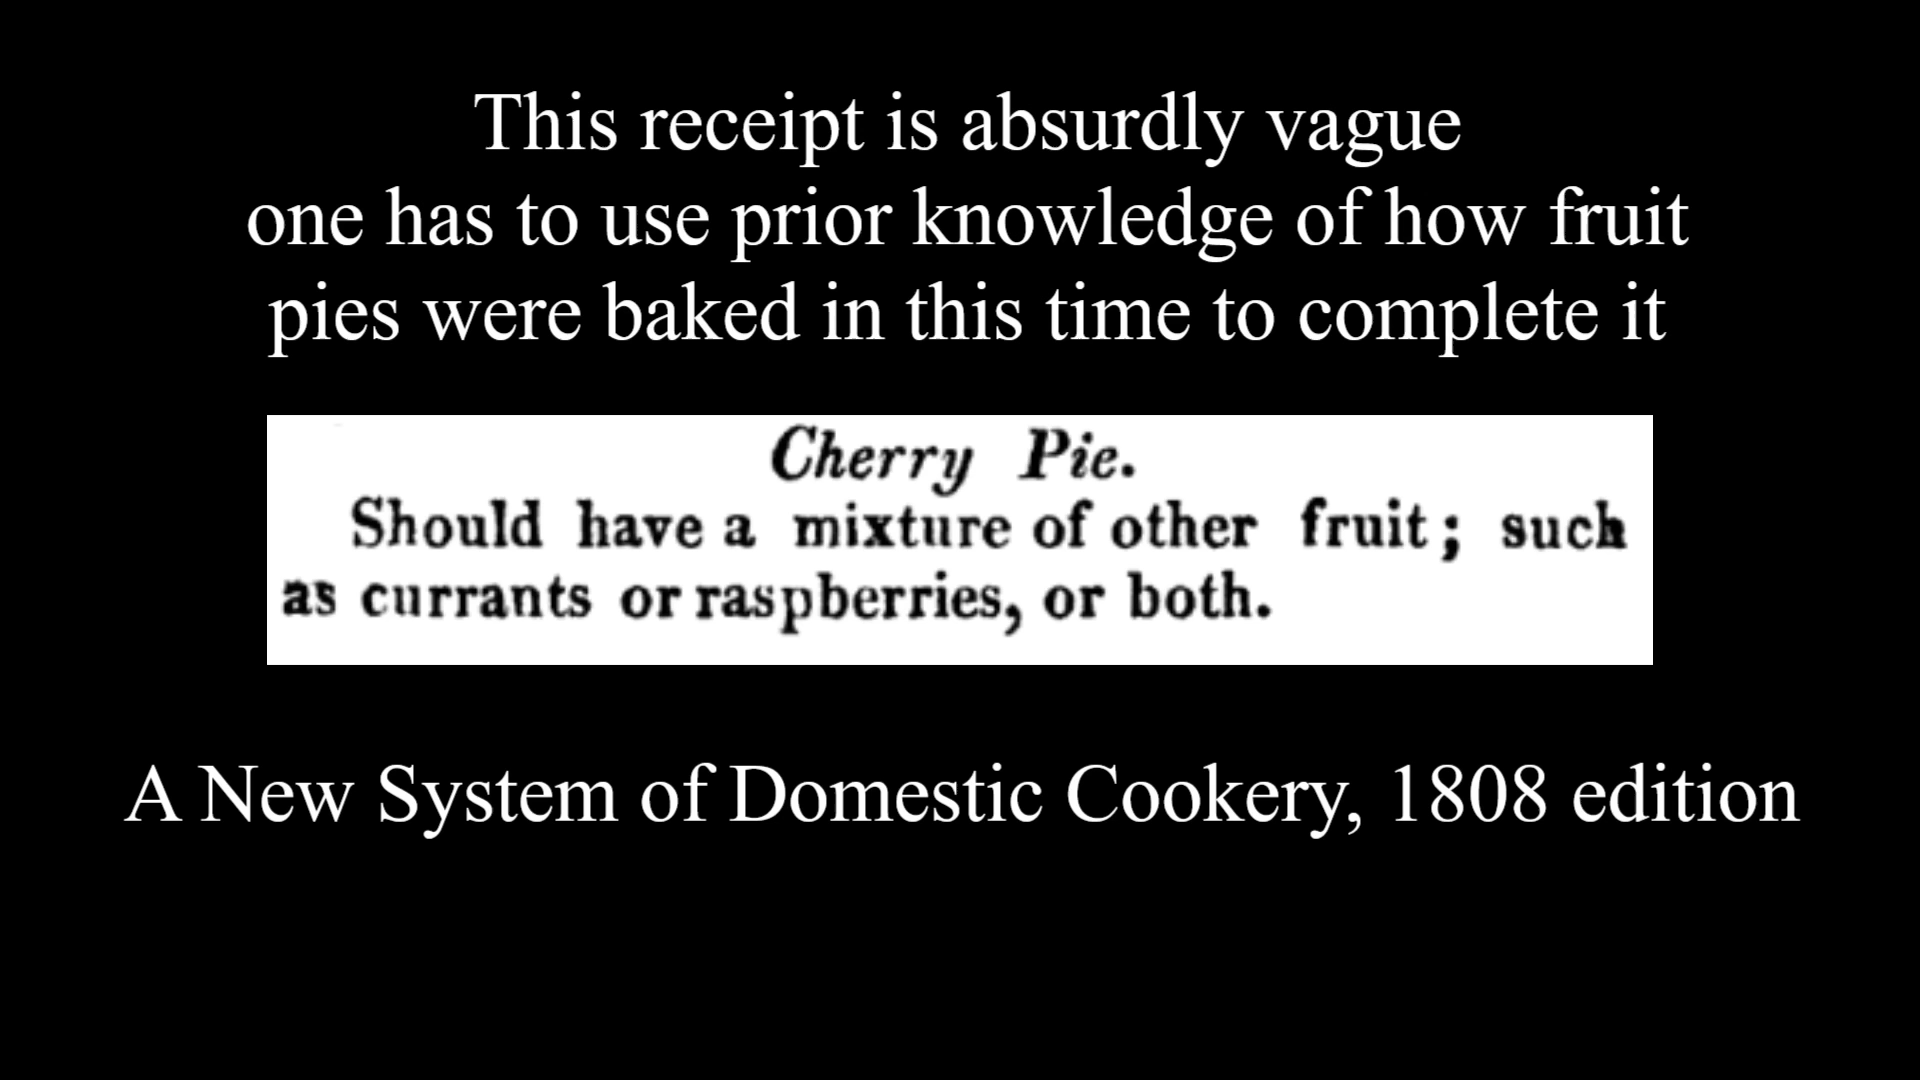 This receipt is absurdly vague
one has to use prior knowledge of how fruit
pies were baked in this time to complete it
Cherry Pie.
Should have a mixture of other fruit; such
as currants or raspberries, or both.
A New System of Domestic Cookery, 1808 edition